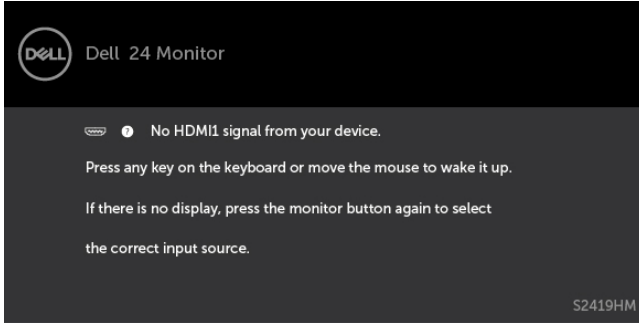 DELL
Dell 24 Monitor
? No HDMI1 signal from your device.
Press any key on the keyboard or move the mouse to wake it up.
If there is no display, press the monitor button again to select
the correct input source.
S2419HM